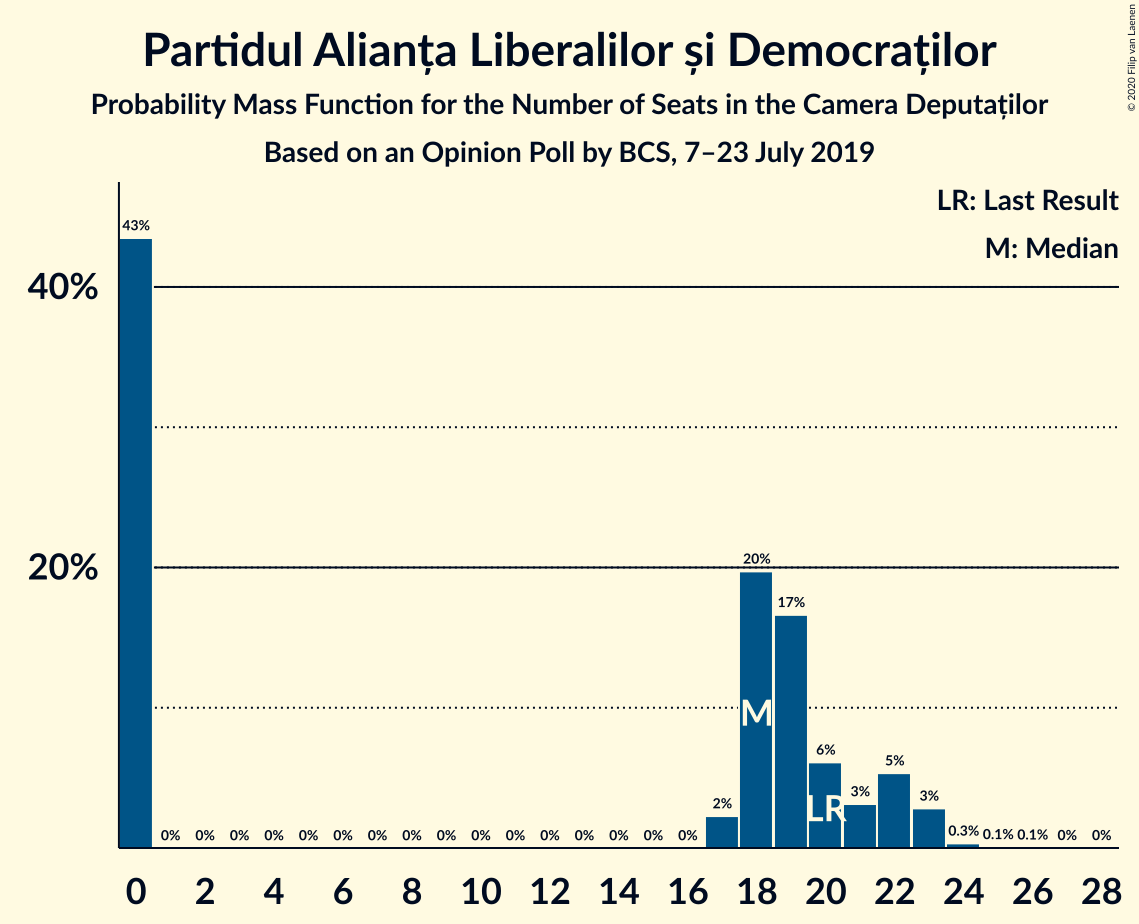 Partidul Alianța Liberalilor și Democraților
Probability Mass Function for the Number of Seats in the Camera Deputaților
Based on an Opinion Poll by BCS, 7–23 July 2019
© 2020 Filip van Laenen
LR: Last Result
M: Median
43%
40%
20%
20%
17%
M
6%
5%
LR
3%
3%
2%
0% 0% 0% 0% 0% 0% 0% 0% 0% 0% 0% 0% 0% 0% 0% 0% 0.3% 0.1% 0.1% 0% 0%
0 2 4 6 8 10 12 14 16 18 20 22 24 26 28